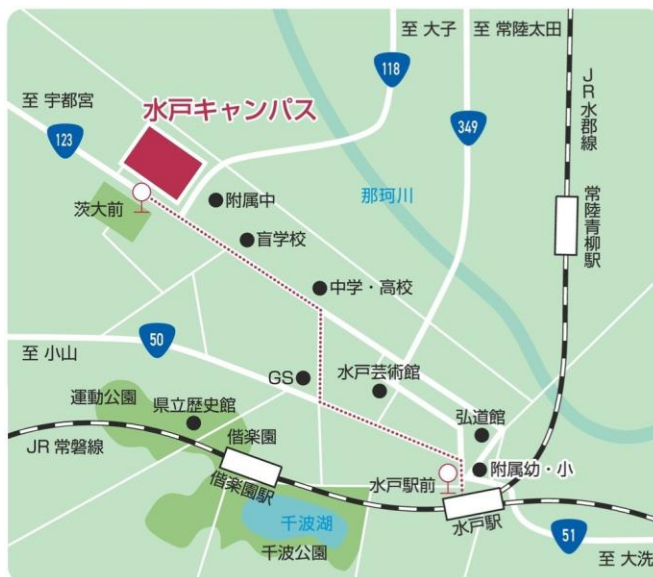 至 大子
至 常陸太田
118
至 宇都宮
水戸キャンパス
349
JR水郡線
123
那珂川
茨大前
附属中
常陸青柳駅
盲学校
中学・高校
50
至 小山
GS
水戸芸術館
運動公園
県立歴史館
弘道館
偕楽園
JR 常磐線
附属幼・小
水戸駅前
偕楽園駅
水戸駅
千波湖
51
千波公園
至 大洗